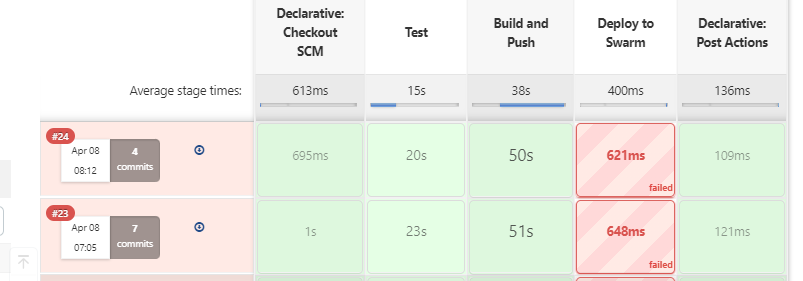 Declarative:
Checkout
SCM
Test
Build and
Push
Deploy to
Swarm
Declarative:
Post Actions
Average stage times:
613ms
15s
38s
400ms
136ms
#24
Apr 08
08:12
4
commits
695ms
20s
50s
621ms
failed
109ms
#23
Apr 08
07:05
7
commits
1s
23s
51s
648ms
failed
121ms